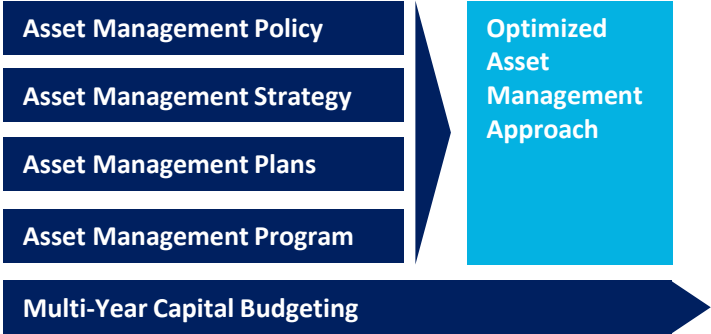 Asset Management Policy
Asset Management Strategy
Asset Management Plans
Asset Management Program
Optimized
Asset
Management
Approach
Multi-Year Capital Budgeting